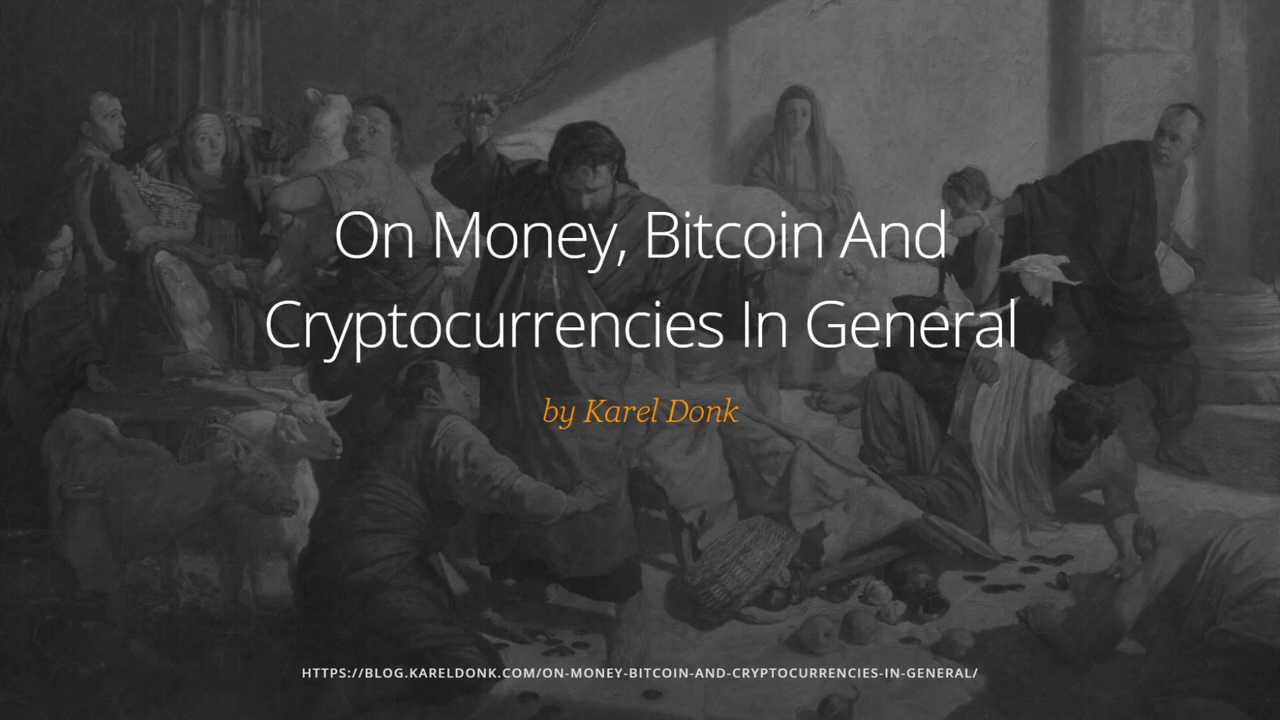 On Money, Bitcoin And
Cryptocurrencies In General
by Karel Donk
HTTPS://BLOG.KARELDONK.COM/ON-MONEY-BITCOIN-AND-CRYPTOCURRENCIES-IN-GENERAL/